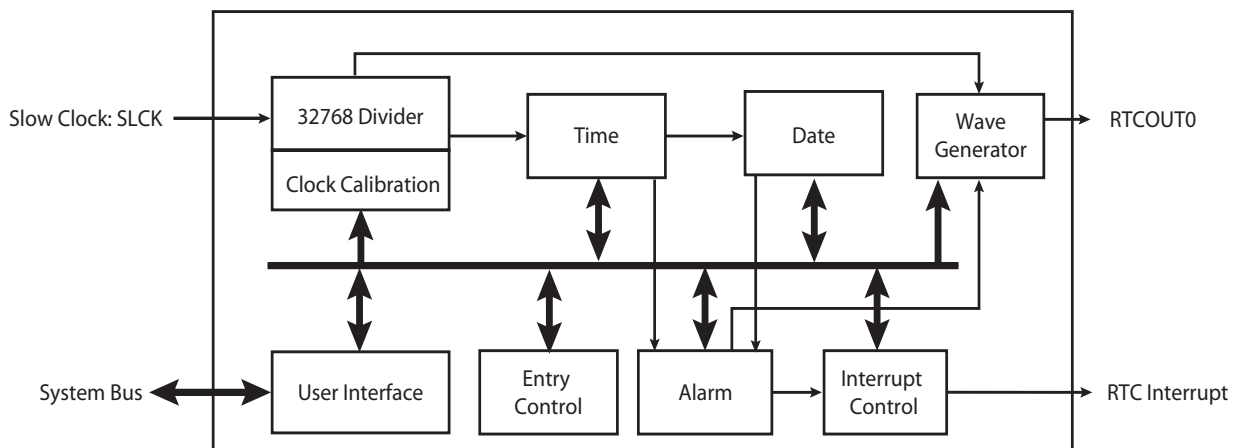 Slow Clock: SLCK
32768 Divider
Clock Calibration
Time
Date
Wave
Generator
RTCOUT0
System Bus
User Interface
Entry
Control
Alarm
Interrupt
Control
RTC Interrupt